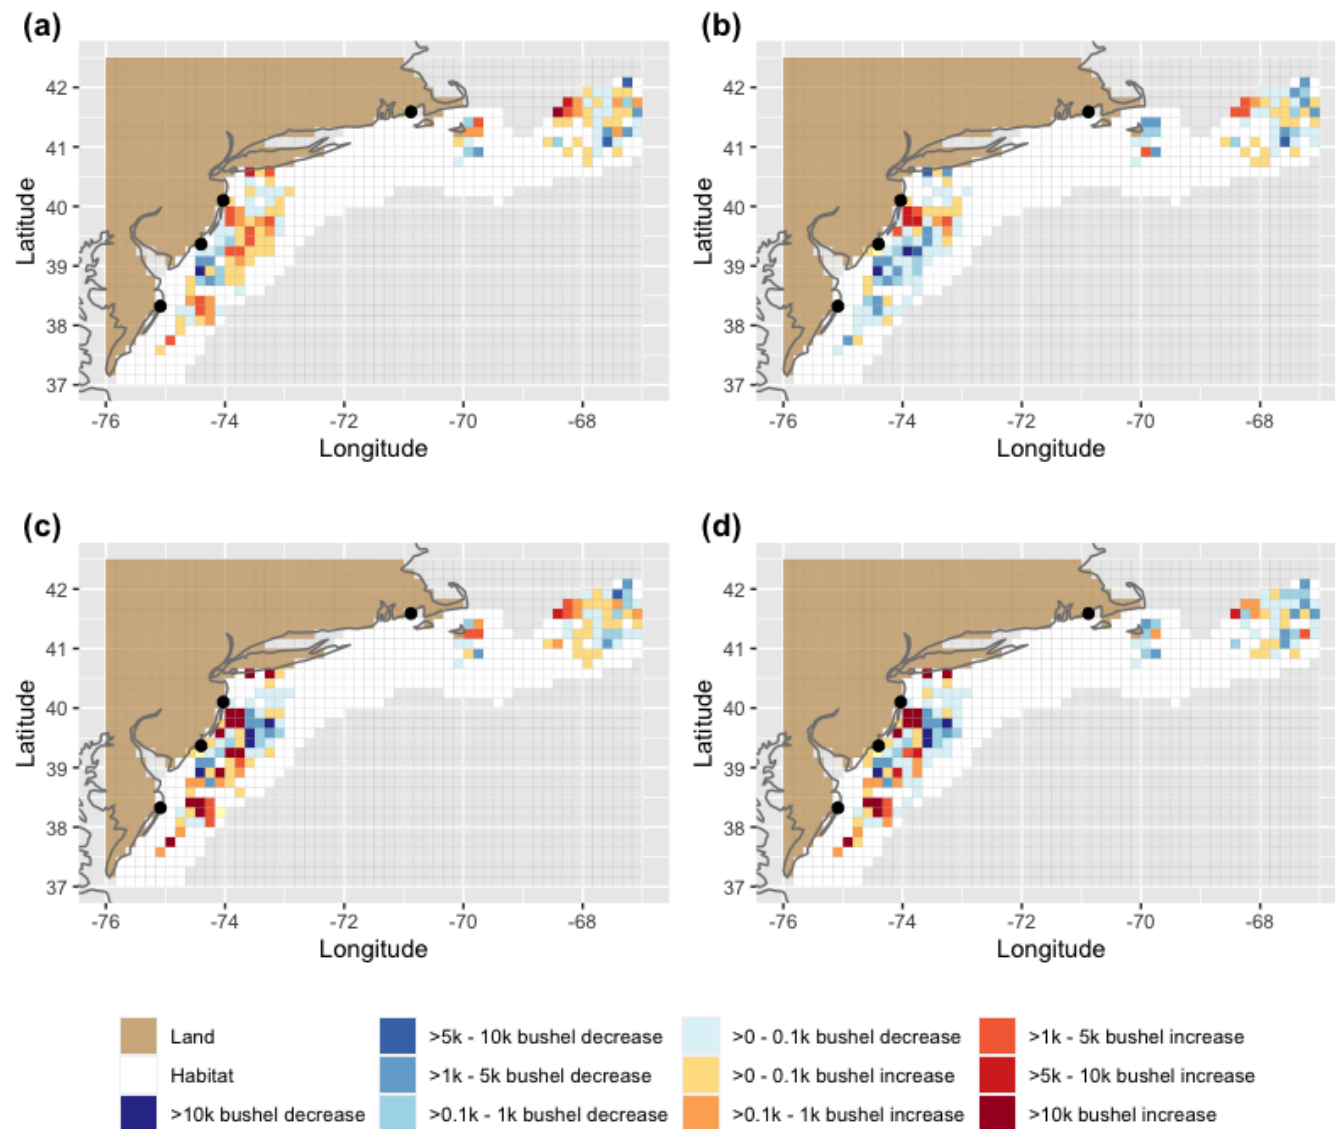 (a)
(b)
42
41
40
39
38
37
Latitude
-76
-74
-72
-70
-68
Longitude
42
41
40
39
38
37
Latitude
-76
-74
-72
-70
-68
Longitude
(c)
(d)
42
41
40
39
38
37
Latitude
-76
-74
-72
-70
-68
Longitude
42
41
40
39
38
37
Latitude
-76
-74
-72
-70
-68
Longitude
Land
Habitat
>10k bushel decrease
>5k - 10k bushel decrease
>1k - 5k bushel decrease
>0.1k - 1k bushel decrease
>0 - 0.1k bushel decrease
>0 - 0.1k bushel increase
>0.1k - 1k bushel increase
>1k - 5k bushel increase
>5k - 10k bushel increase
>10k bushel increase